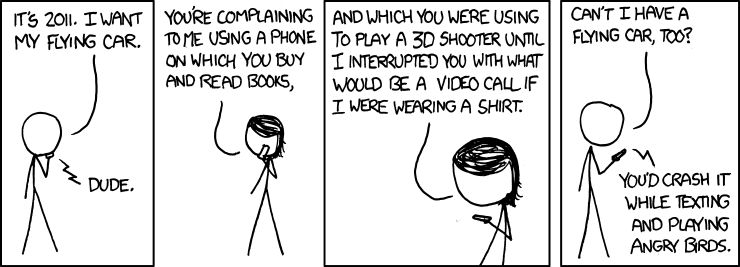 IT'S 2011. I WANT
MY FLYING CAR.
DUDE.
YOU'RE COMPLAINING
TO ME USING A PHONE
ON WHICH YOU BUY
AND READ BOOKS,
AND WHICH YOU WERE USING
TO PLAY A 3D SHOOTER UNTIL
I INTERRUPTED YOU WITH WHAT
WOULD BE A VIDEO CALL IF
I WERE WEARING A SHIRT.
CAN'T I HAVE A
FLYING CAR, TOO?
YOU'D CRASH IT
WHILE TEXTING
AND PLAYING
ANGRY BIRDS.